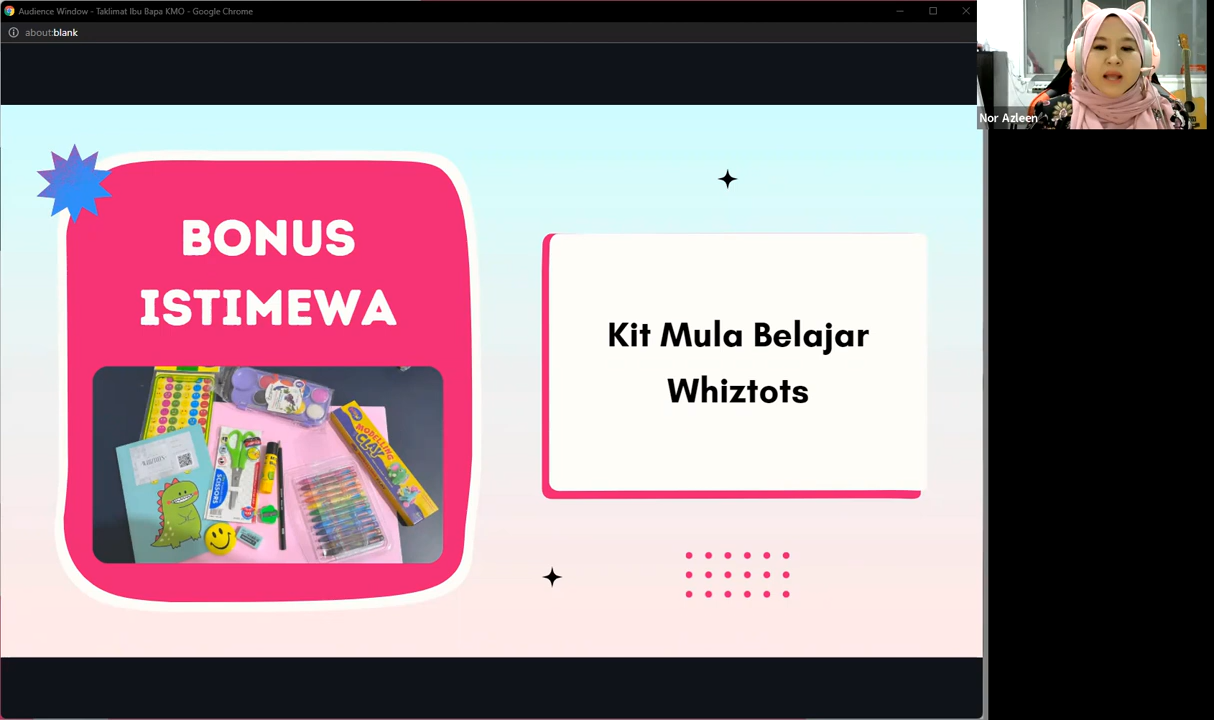 Audience Window - Taklimat Ibu Bapa KMO - Google Chrome
about:blank
Nor Azleen
BONUS
ISTIMEWA
Kit Mula Belajar
Whiztots
MODELLING
CLAY
SCISSORS